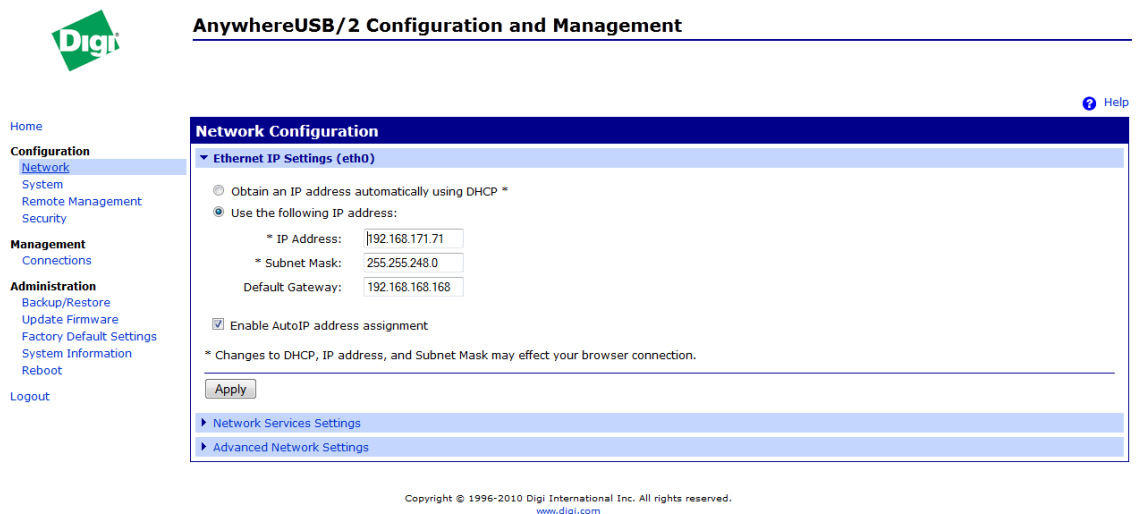 Digi
AnywhereUSB/2 Configuration and Management
? Help
Home
Configuration
Network
System
Remote Management
Security
Management
Connections
Administration
Backup/Restore
Update Firmware
Factory Default Settings
System Information
Reboot
Logout
Network Configuration
Ethernet IP Settings (eth0)
Obtain an IP address automatically using DHCP *
Use the following IP address:
* IP Address: 192.168.171.71
* Subnet Mask: 255.255.248.0
Default Gateway: 192.168.168.168
Enable AutoIP address assignment
* Changes to DHCP, IP address, and Subnet Mask may effect your browser connection.
Apply
Network Services Settings
Advanced Network Settings
Copyright © 1996-2010 Digi International Inc. All rights reserved.
www.digi.com